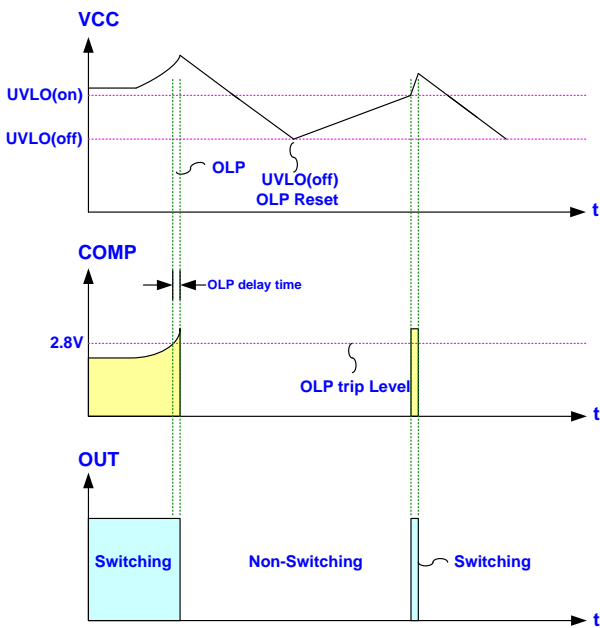 VCC
UVLO(on)
UVLO(off)
OLP
UVLO(off)
OLP Reset
t
COMP
OLP delay time
2.8V
OLP trip Level
t
OUT
Switching
Non-Switching
Switching
t